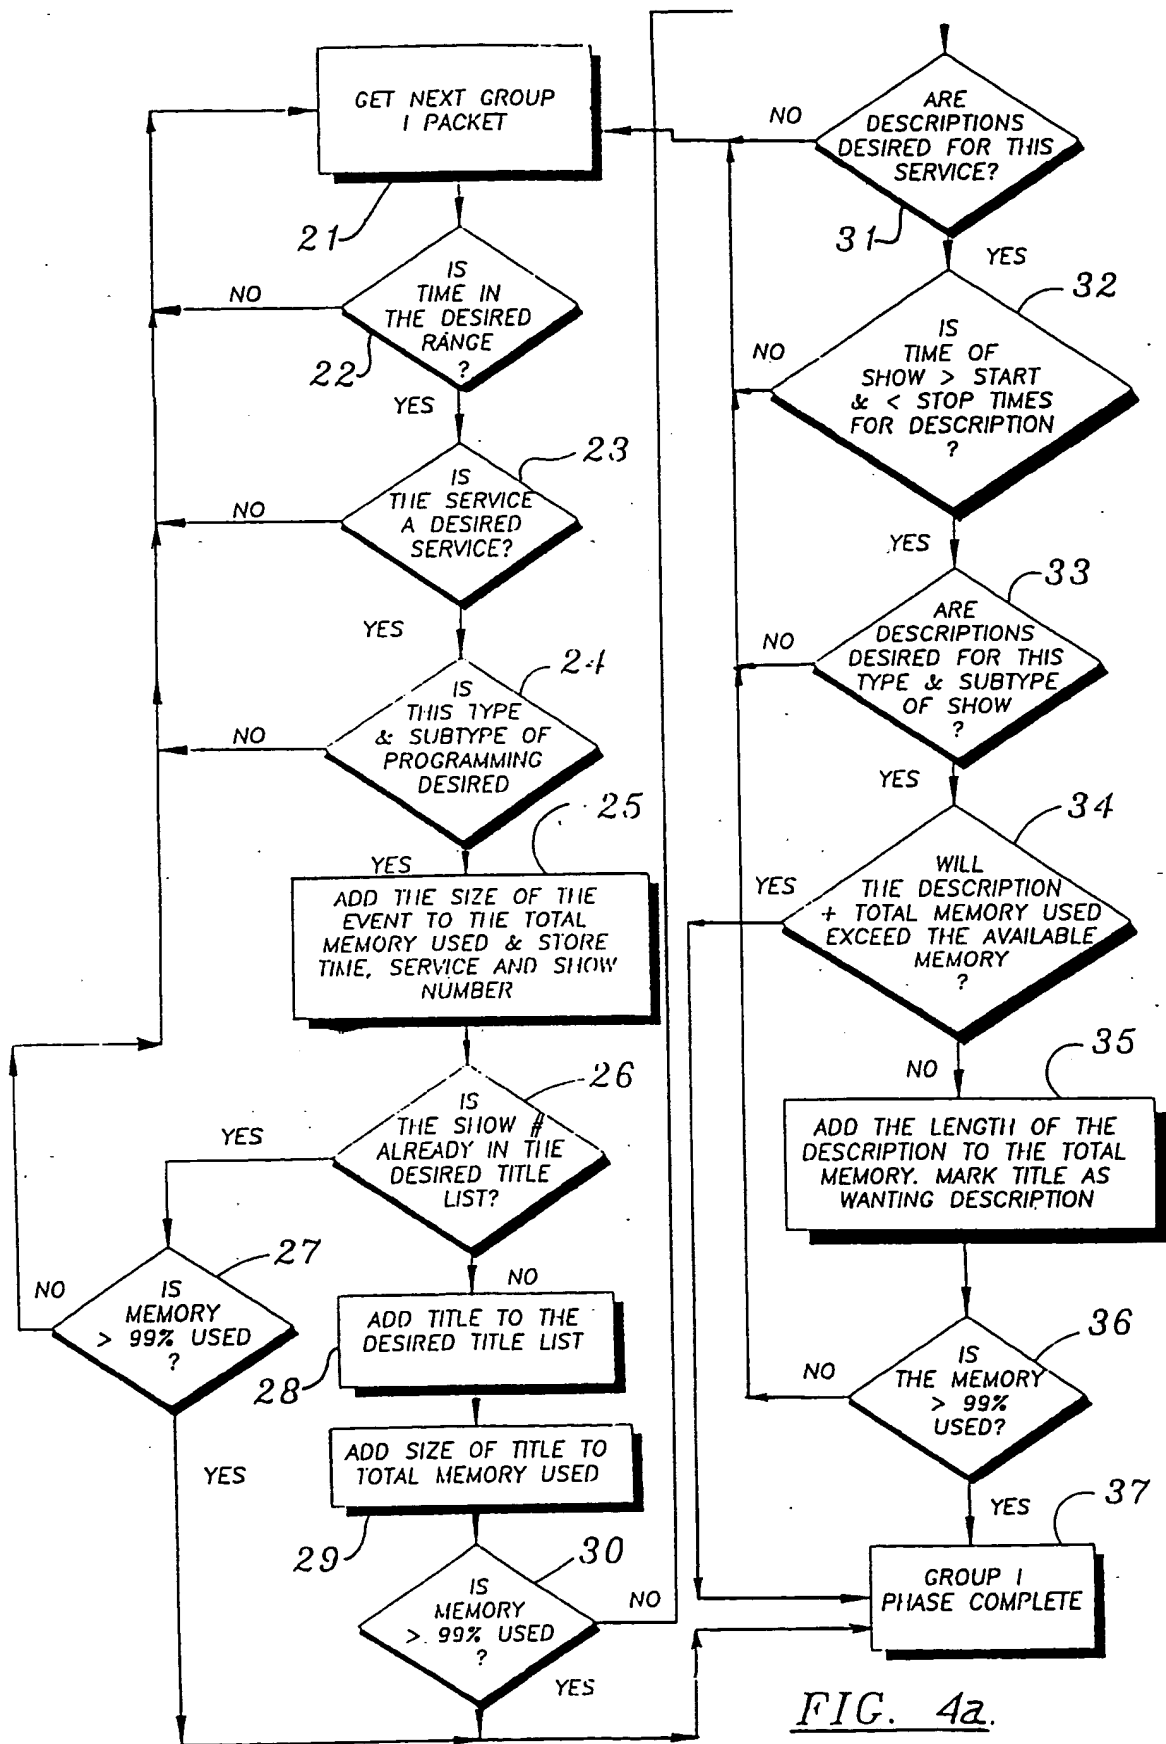 GET NEXT GROUP
1 PACKET
21
IS
TIME IN
THE DESIRED
RANGE
?
22
NO
YES
IS
THE SERVICE
A DESIRED
SERVICE?
23
NO
YES
IS
THIS TYPE
& SUBTYPE OF
PROGRAMMING
DESIRED
24
NO
YES
25
ADD THE SIZE OF THE
EVENT TO THE TOTAL
MEMORY USED & STORE
TIME, SERVICE AND SHOW
NUMBER
26
IS
THE SHOW #
ALREADY IN THE
DESIRED TITLE
LIST?
YES
NO
27
IS
MEMORY
> 99% USED
?
NO
YES
ADD TITLE TO THE
DESIRED TITLE LIST
28
ADD SIZE OF TITLE TO
TOTAL MEMORY USED
29
30
IS
MEMORY
> 99% USED
?
NO
YES
ARE
DESCRIPTIONS
DESIRED FOR THIS
SERVICE?
NO
31
YES
32
IS
TIME OF
SHOW > START
& < STOP TIMES
FOR DESCRIPTION
?
NO
YES
33
ARE
DESCRIPTIONS
DESIRED FOR THIS
TYPE & SUBTYPE
OF SHOW
?
NO
YES
34
WILL
THE DESCRIPTION
+ TOTAL MEMORY USED
EXCEED THE AVAILABLE
MEMORY
?
YES
NO
35
ADD THE LENGTH OF THE
DESCRIPTION TO THE TOTAL
MEMORY. MARK TITLE AS
WANTING DESCRIPTION
36
IS
THE MEMORY
> 99%
USED?
NO
YES
37
GROUP 1
PHASE COMPLETE
FIG. 4a.